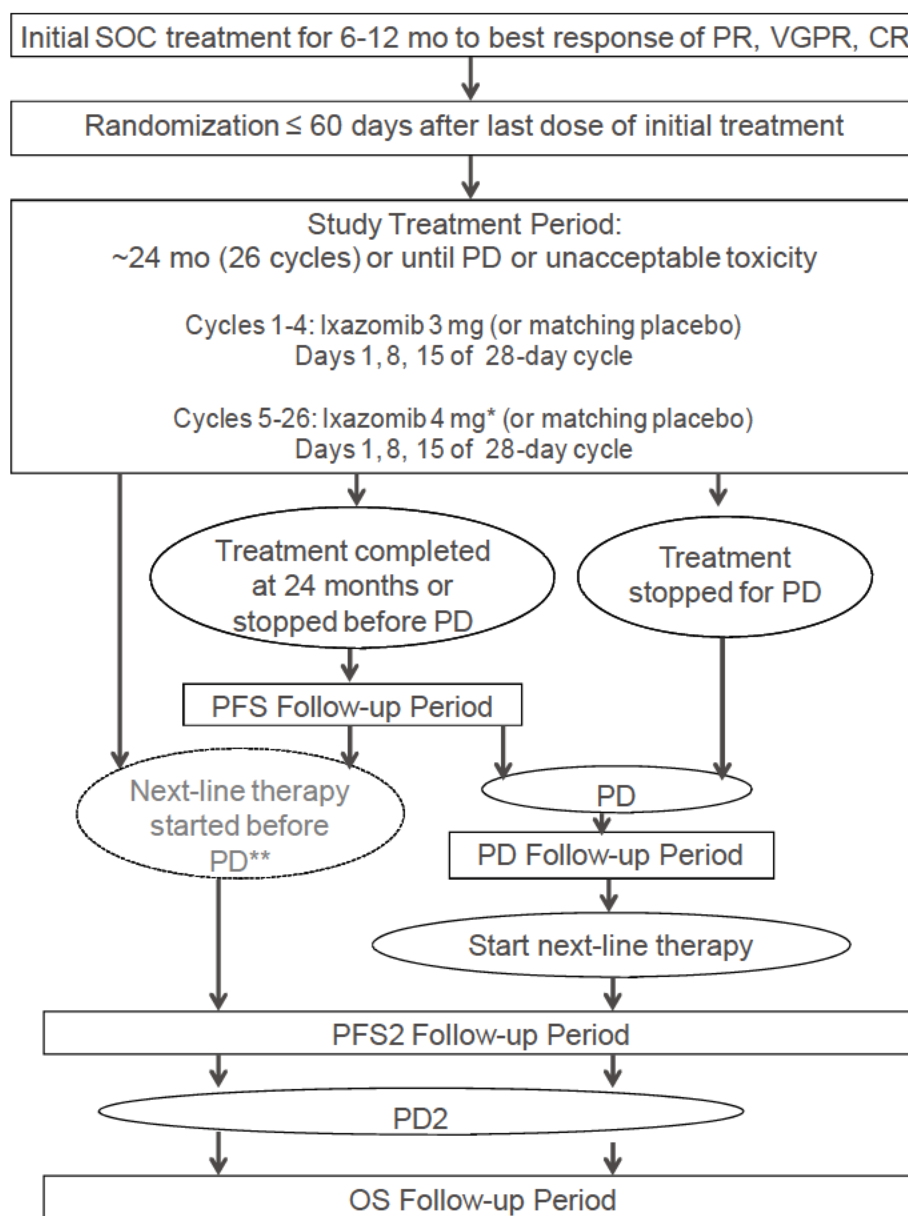 Initial SOC treatment for 6-12 mo to best response of PR, VGPR, CR
Randomization ≤ 60 days after last dose of initial treatment
Study Treatment Period:
~24 mo (26 cycles) or until PD or unacceptable toxicity
Cycles 1-4: Ixazomib 3 mg (or matching placebo)
Days 1, 8, 15 of 28-day cycle
Cycles 5-26: Ixazomib 4 mg* (or matching placebo)
Days 1, 8, 15 of 28-day cycle
Treatment completed
at 24 months or
stopped before PD
Treatment
stopped for PD
PFS Follow-up Period
Next-line therapy
started before
PD**
PD
PD Follow-up Period
Start next-line therapy
PFS2 Follow-up Period
PD2
OS Follow-up Period